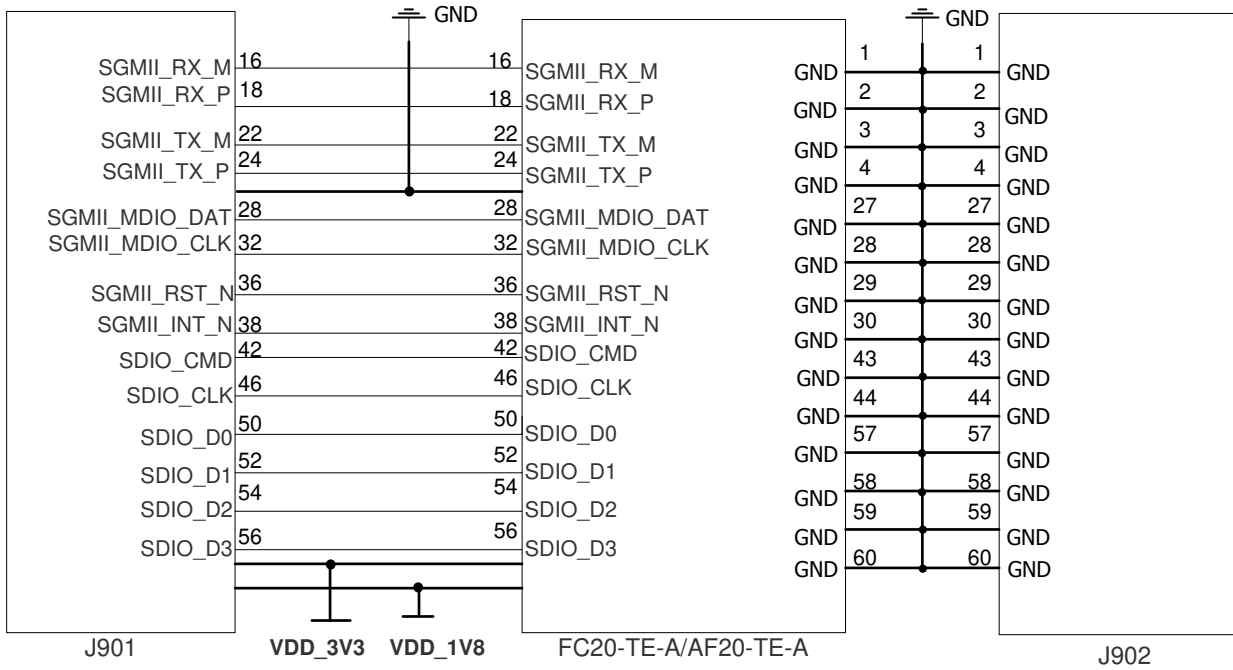 GND
GND
SGMII_RX_M 16 16 SGMII_RX_M
SGMII_RX_P 18 18 SGMII_RX_P
SGMII_TX_M 22 22 SGMII_TX_M
SGMII_TX_P 24 24 SGMII_TX_P
SGMII_MDIO_DAT 28 28 SGMII_MDIO_DAT
SGMII_MDIO_CLK 32 32 SGMII_MDIO_CLK
SGMII_RST_N 36 36 SGMII_RST_N
SGMII_INT_N 38 38 SGMII_INT_N
SDIO_CMD 42 42 SDIO_CMD
SDIO_CLK 46 46 SDIO_CLK
SDIO_D0 50 50 SDIO_D0
SDIO_D1 52 52 SDIO_D1
SDIO_D2 54 54 SDIO_D2
SDIO_D3 56 56 SDIO_D3
GND 1 1 GND
GND 2 2 GND
GND 3 3 GND
GND 4 4 GND
GND 27 27 GND
GND 28 28 GND
GND 29 29 GND
GND 30 30 GND
GND 43 43 GND
GND 44 44 GND
GND 57 57 GND
GND 58 58 GND
GND 59 59 GND
GND 60 60 GND
J901
VDD_3V3
VDD_1V8
FC20-TE-A/AF20-TE-A
J902